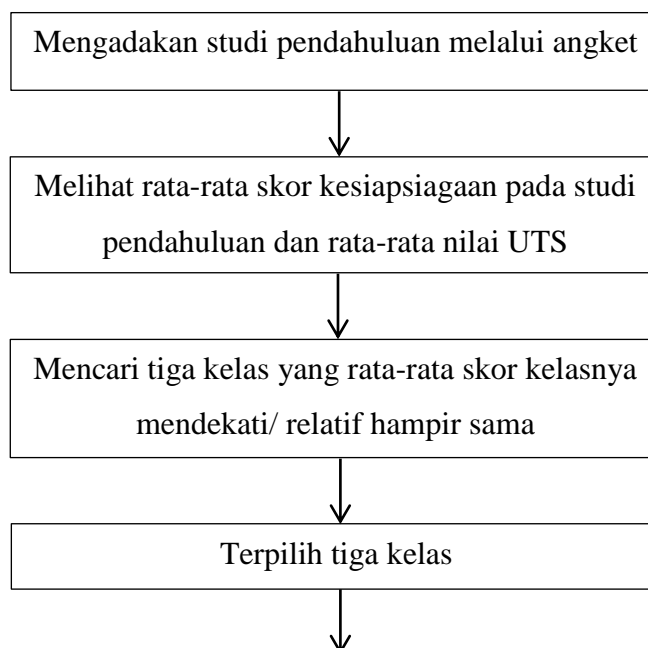 Mengadakan studi pendahuluan melalui angket
Melihat rata-rata skor kesiapsiagaan pada studi
pendahuluan dan rata-rata nilai UTS
Mencari tiga kelas yang rata-rata skor kelasnya
mendekati/ relatif hampir sama
Terpilih tiga kelas